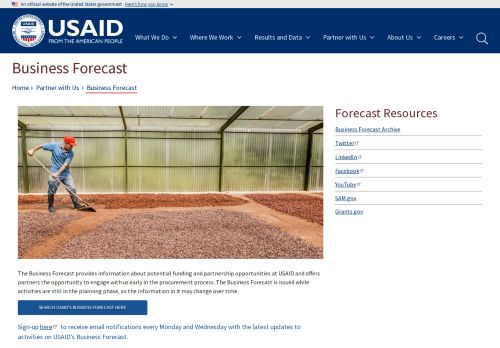 An official website of the United States government Here's how you know
USAID
FROM THE AMERICAN PEOPLE
What We Do
Where We Work
Results and Data
Partner with Us
About Us
Careers
Business Forecast
Home › Partner with Us › Business Forecast
Forecast Resources
Business Forecast Archive
Twitter
LinkedIn
Facebook
YouTube
SAM.gov
Grants.gov
The Business Forecast provides information about potential funding and partnership opportunities at USAID and offers
partners the opportunity to engage with us early in the procurement process. The Business Forecast is issued while
activities are still in the planning phase, so the information in it may change over time.
SEARCH USAID'S BUSINESS FORECAST HERE
Sign-up here to receive email notifications every Monday and Wednesday with the latest updates to
activities on USAID's Business Forecast.